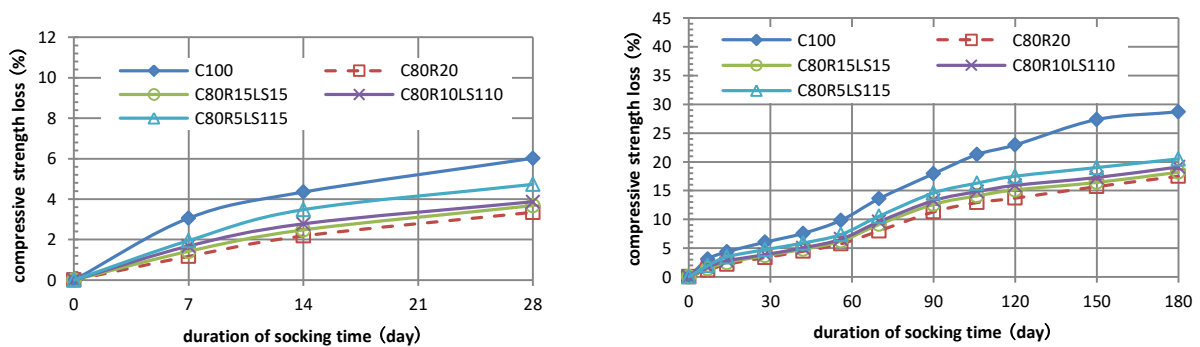 12
10
8
6
4
2
0
compressive strength loss (%)
C100
C80R20
C80R15LS15
C80R10LS110
C80R5LS115
0 7 14 21 28
duration of socking time (day)
45
40
35
30
25
20
15
10
5
0
compressive strength loss (%)
C100
C80R20
C80R15LS15
C80R10LS110
C80R5LS115
0 30 60 90 120 150 180
duration of socking time (day)